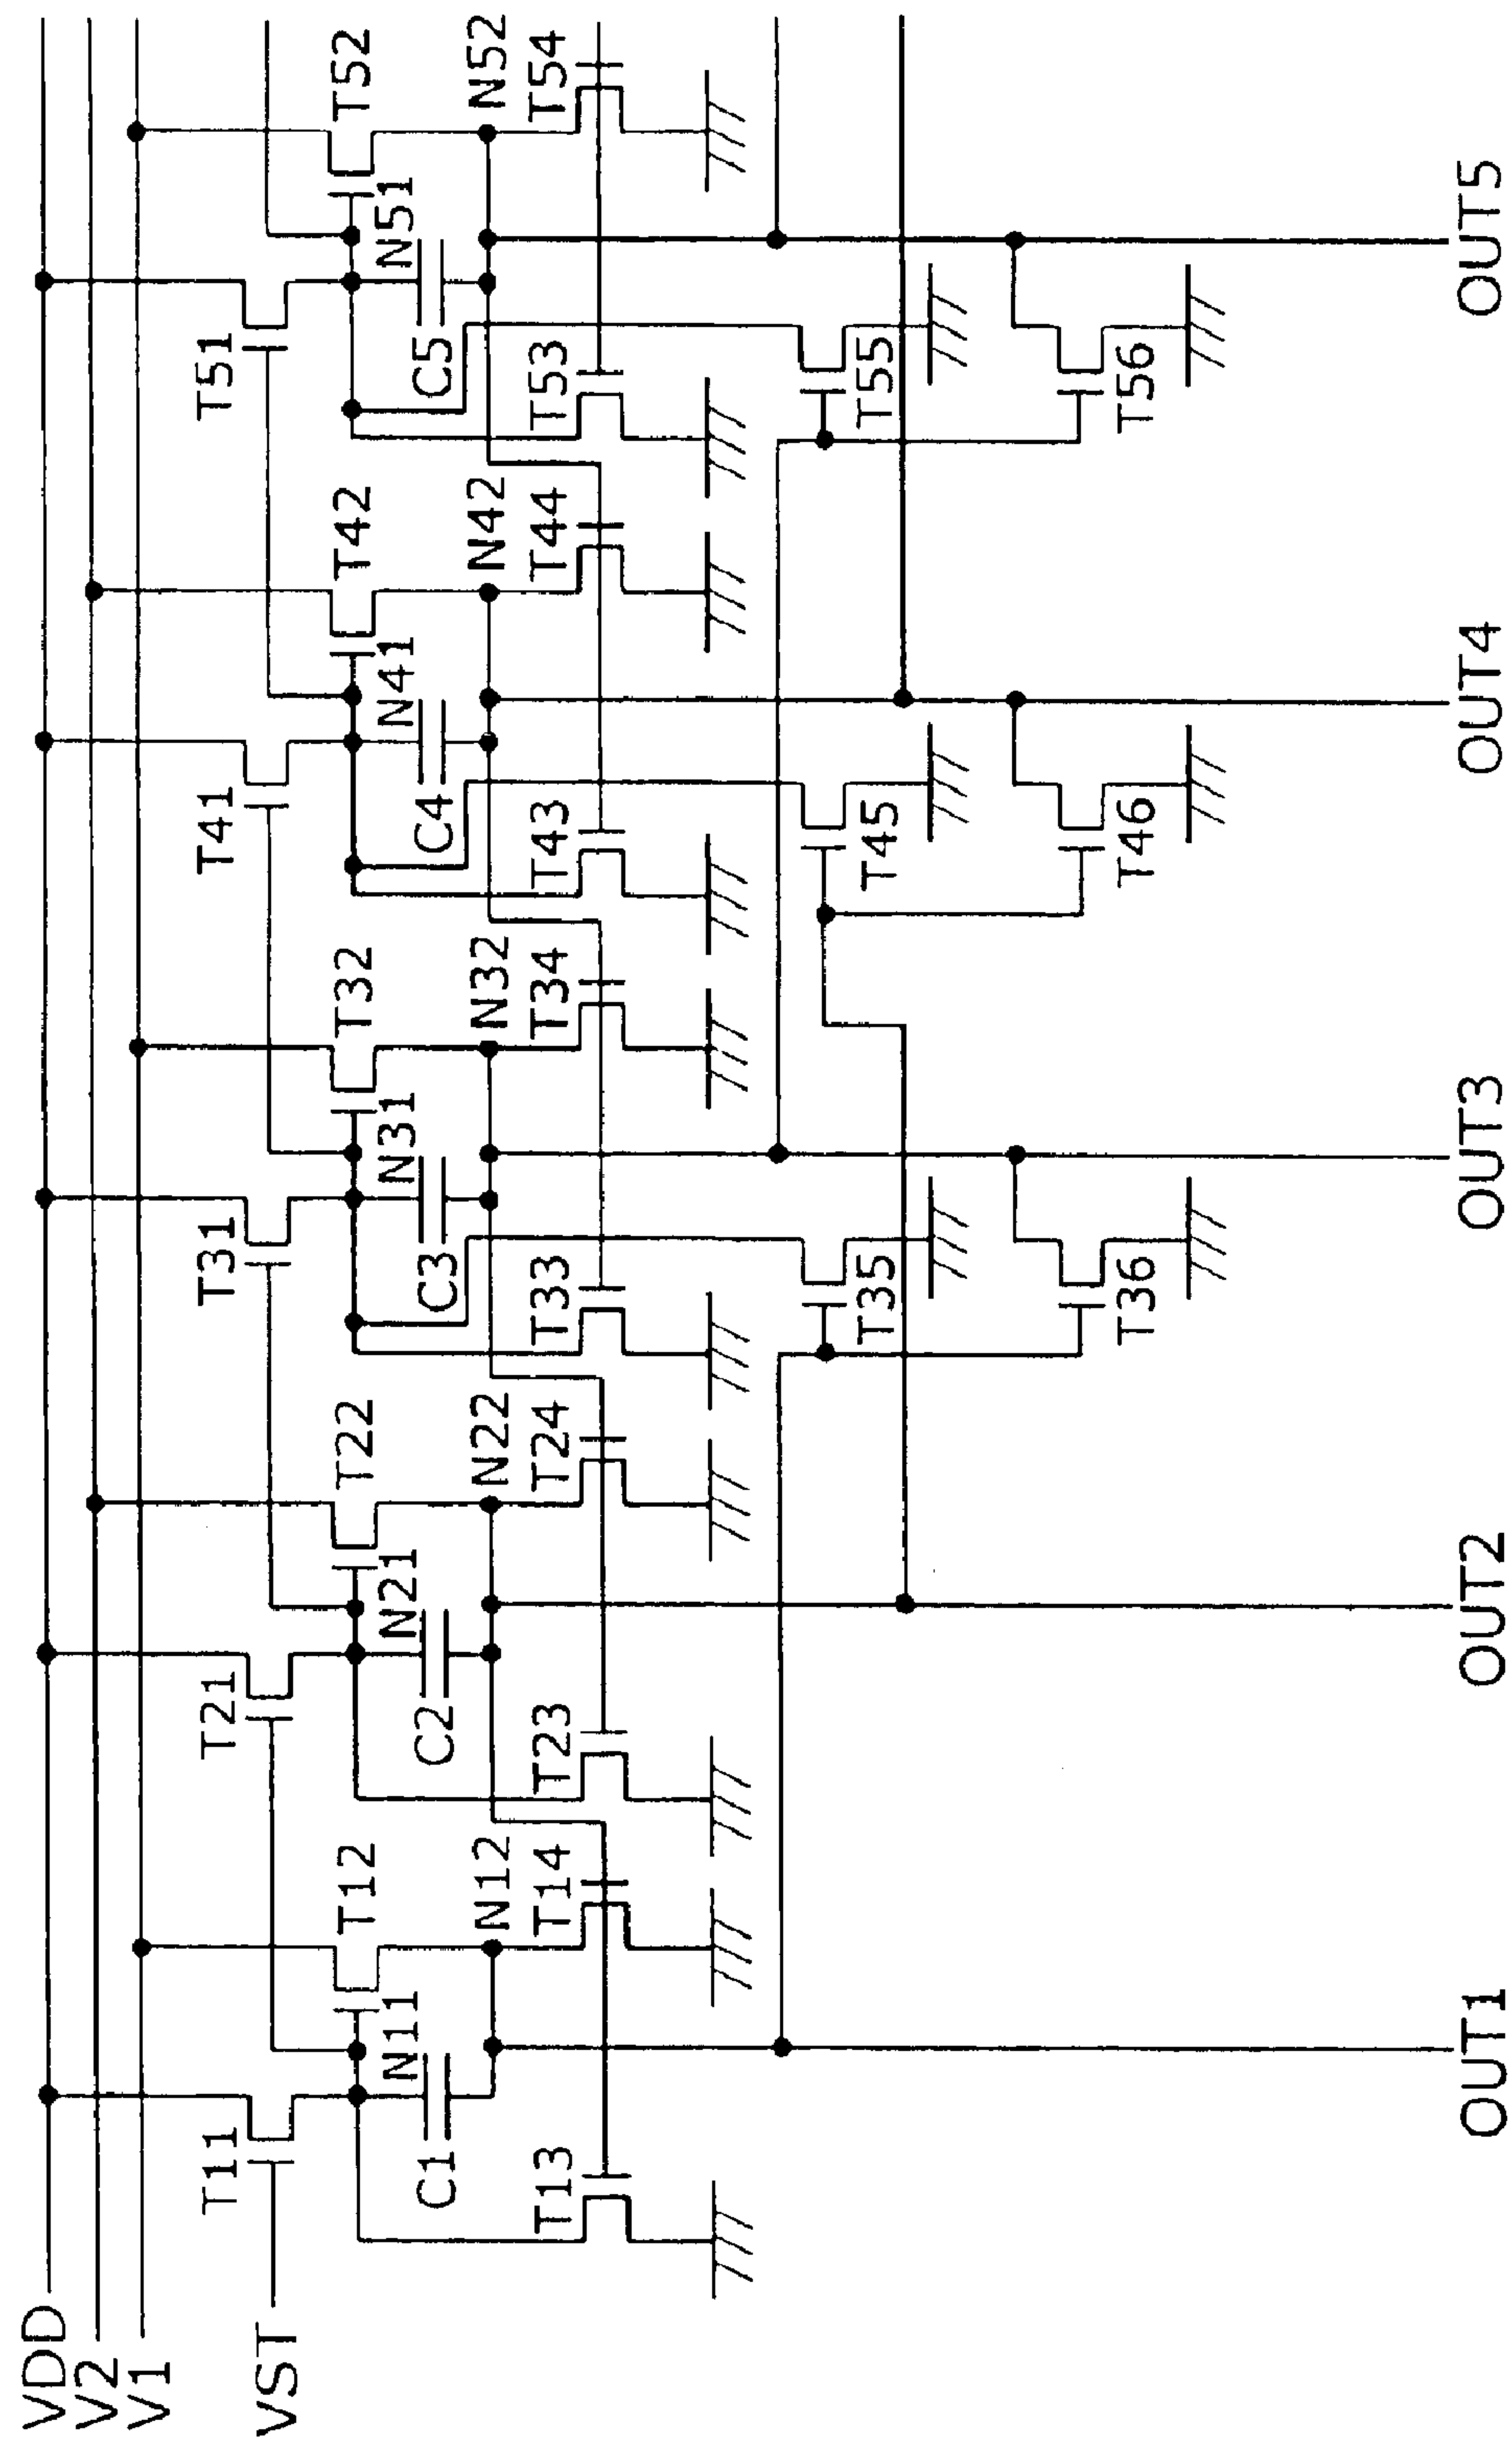 VDD
V2
V1
VST
T11
T21
T31
T41
T51
T12
T22
T32
T42
T52
N11
N21
N31
N41
N51
C1
C2
C3
C4
C5
N12
N22
N32
N42
N52
T13
T14
T23
T24
T33
T34
T43
T44
T53
T54
T35
T45
T55
T36
T46
T56
OUT1
OUT2
OUT3
OUT4
OUT5